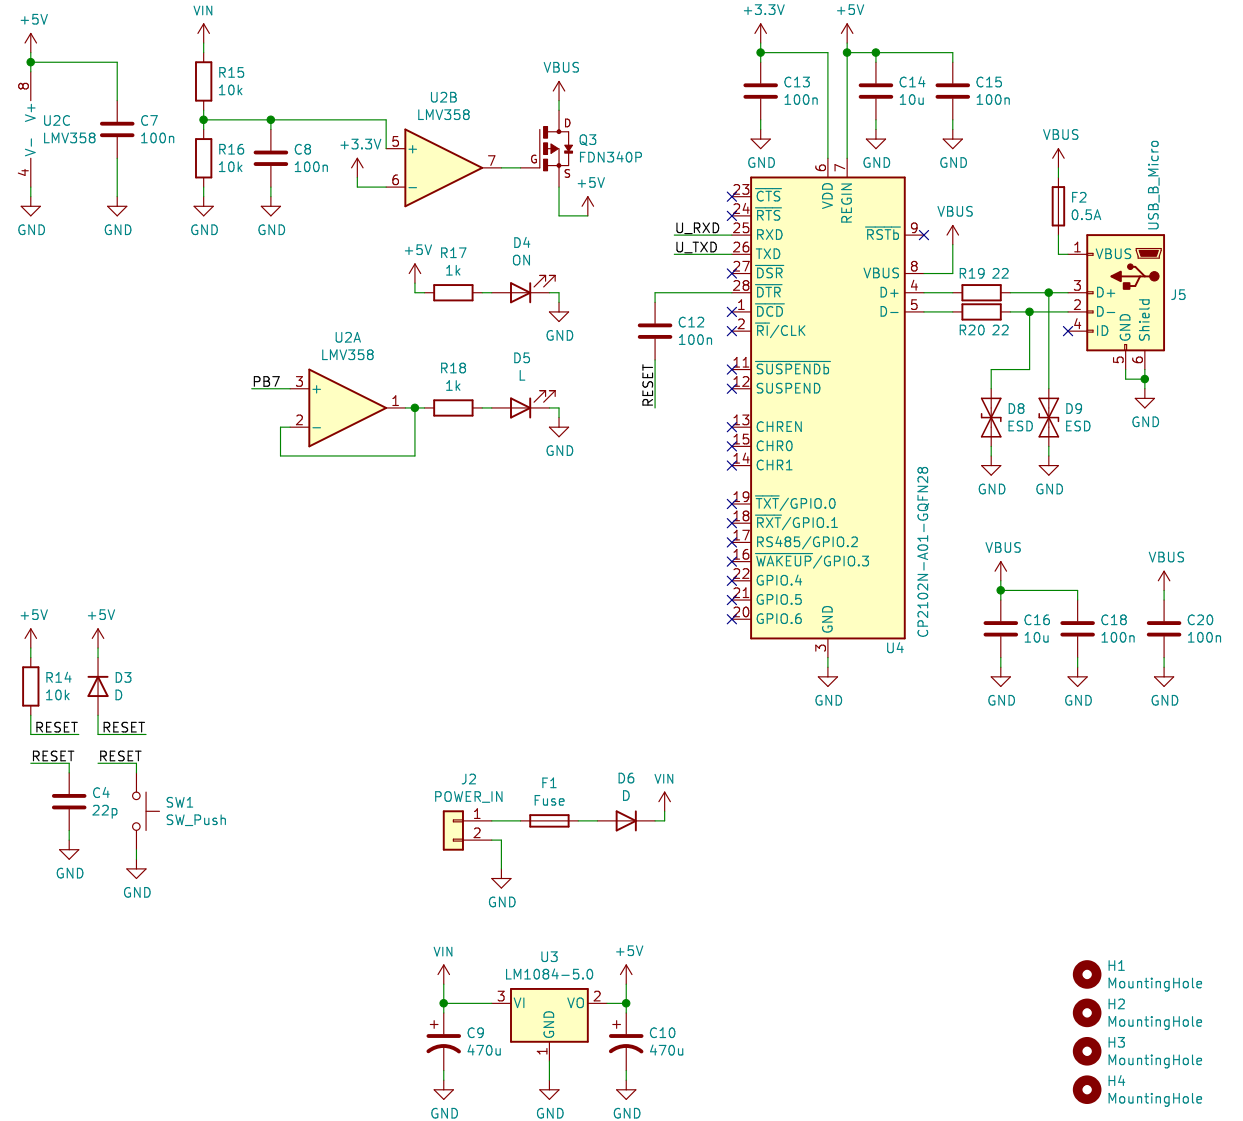 +5V
8
V+
V-
4
U2C
LMV358
C7
100n
GND
GND
VIN
R15
10k
R16
10k
C8
100n
GND
GND
U2B
LMV358
+3.3V
5
+
6
-
7
VBUS
D
G
S
Q3
FDN340P
+5V
+5V
R17
1k
D4
ON
GND
U2A
LMV358
PB7
3
+
2
-
1
R18
1k
D5
L
GND
+3.3V
C13
100n
GND
+5V
C14
10u
GND
C15
100n
GND
6
VDD
7
REGIN
23
CTS
24
RTS
U_RXD
25
RXD
U_TXD
26
TXD
27
DSR
28
DTR
1
DCD
2
RI/CLK
11
SUSPENDb
12
SUSPEND
13
CHREN
15
CHR0
14
CHR1
19
TXT/GPIO.0
18
RXT/GPIO.1
17
RS485/GPIO.2
16
WAKEUP/GPIO.3
22
GPIO.4
21
GPIO.5
20
GPIO.6
RSTb
9
VBUS
8
D+
4
D-
5
GND
3
GND
U4
CP2102N-A01-GQFN28
C12
100n
RESET
VBUS
R19 22
R20 22
VBUS
F2
0.5A
USB_B_Micro
J5
1
VBUS
3
D+
2
D-
4
ID
GND
Shield
5
6
GND
D8
ESD
GND
D9
ESD
GND
VBUS
C16
10u
GND
C18
100n
GND
VBUS
C20
100n
GND
+5V
R14
10k
RESET
+5V
D3
D
RESET
RESET
C4
22p
GND
RESET
SW1
SW_Push
GND
J2
POWER_IN
1
2
GND
F1
Fuse
D6
D
VIN
VIN
C9
470u
+
GND
U3
LM1084-5.0
3
VI
VO
2
GND
1
GND
+5V
+
C10
470u
GND
H1
MountingHole
H2
MountingHole
H3
MountingHole
H4
MountingHole